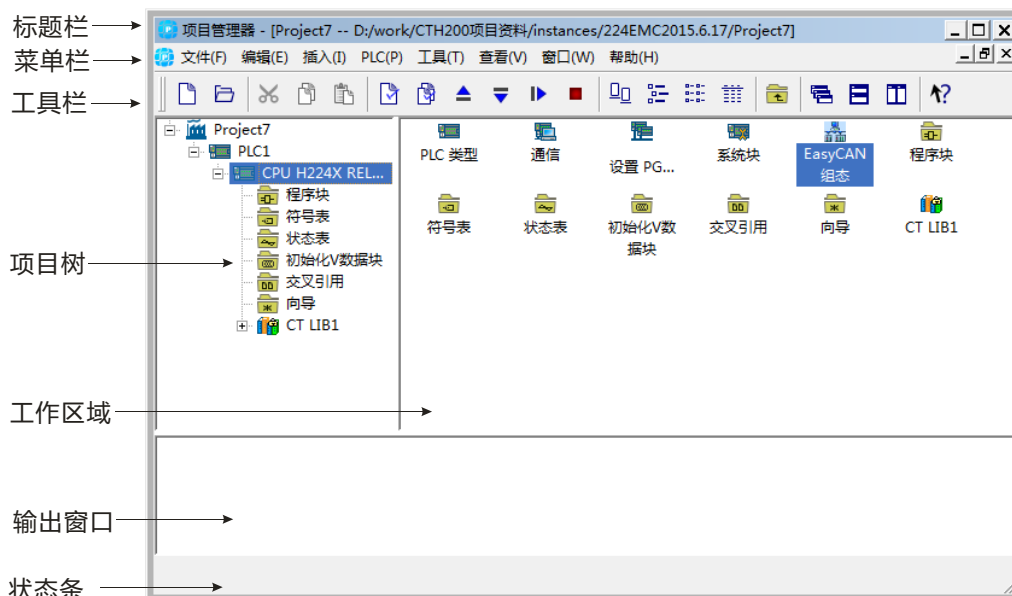 标题栏
项目管理器 - [Project7 -- D:/work/CTH200项目资料/instances/224EMC2015.6.17/Project7]
菜单栏
文件(F) 编辑(E) 插入(I) PLC(P) 工具(T) 查看(V) 窗口(W) 帮助(H)
工具栏
Project7
PLC1
CPU H224X REL...
程序块
符号表
状态表
初始化V数据块
交叉引用
向导
CT LIB1
PLC 类型
通信
设置 PG...
系统块
EasyCAN
组态
程序块
符号表
状态表
初始化V数
据块
交叉引用
向导
CT LIB1
项目树
工作区域
输出窗口
状态条